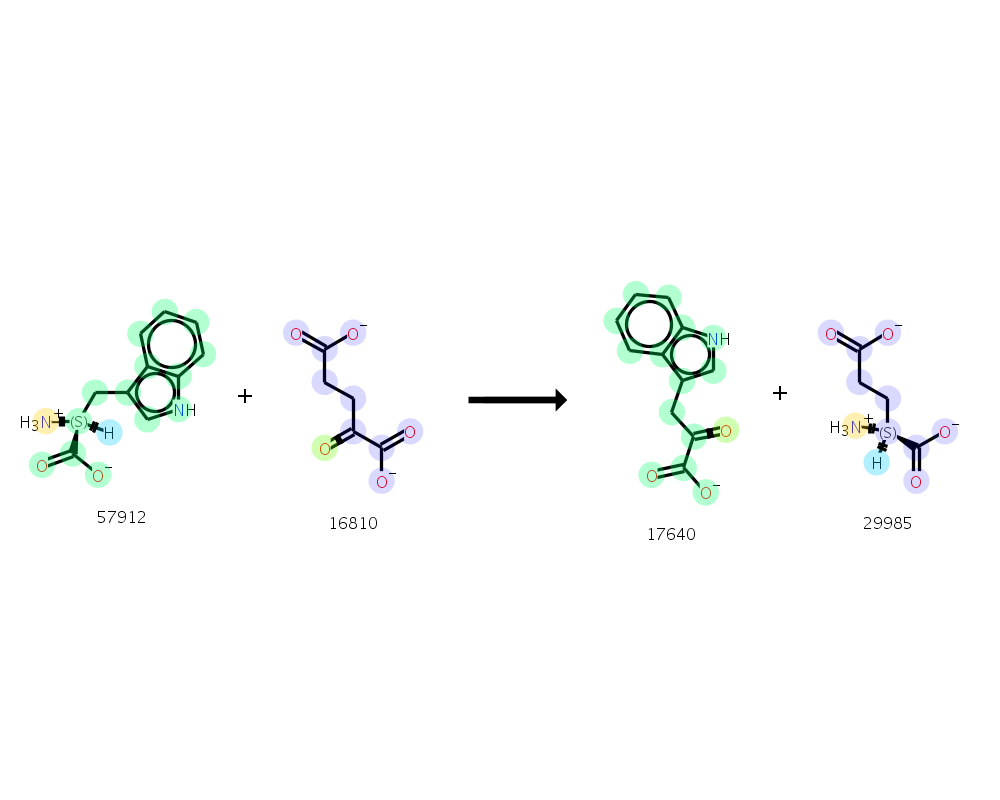 H3N+ (S) H O O− NH
+
O O− O O O−
NH O O O−
+
O O− H3N+ (S) H O− O
57912 16810 17640 29985